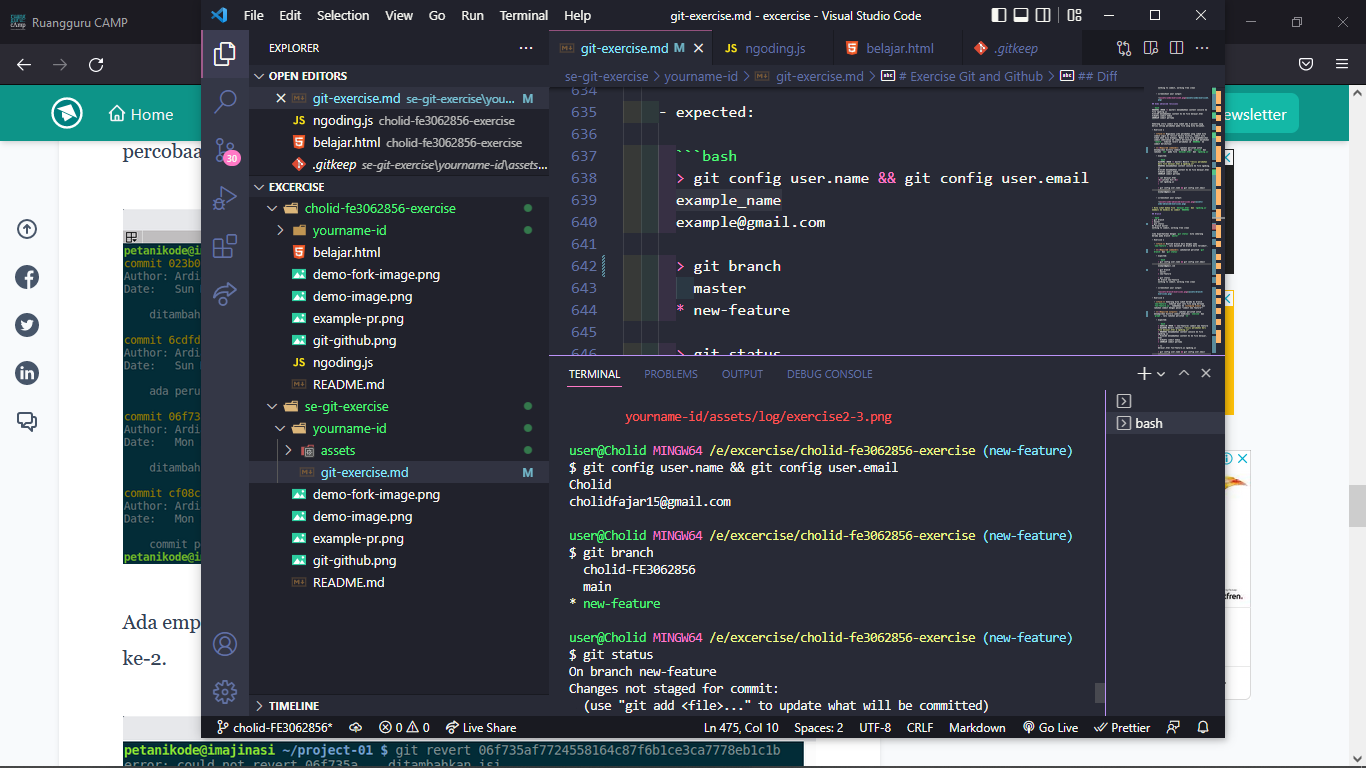 Ruangguru CAMP
File Edit Selection View Go Run Terminal Help
git-exercise.md - excercise - Visual Studio Code
Home
ewsletter
percobaa
petanikode@ima
commit 023b0
Author: Ardi
Date: Sun
ditambah
commit 6cdfd
Author: Ardi
Date: Sun
ada peru
commit 06f73
Author: Ardi
Date: Mon
ditambah
commit cf08c
Author: Ardi
Date: Mon
commit p
petanikode@ima
Ada emp
ke-2.
petanikode@imajinasi ~/project-01 $ git revert 06f735af7724558164c87f6b1ce3ca7778eb1c1b
error: could not revert 06f735a... ditambahkan isi
EXPLORER
OPEN EDITORS
git-exercise.md se-git-exercise\you... M
ngoding.js cholid-fe3062856-exercise
belajar.html cholid-fe3062856-exercise
.gitkeep se-git-exercise\yourname-id\assets...
30
EXCERCISE
cholid-fe3062856-exercise
yourname-id
belajar.html
demo-fork-image.png
demo-image.png
example-pr.png
git-github.png
JS ngoding.js
README.md
se-git-exercise
yourname-id
assets
git-exercise.md M
demo-fork-image.png
demo-image.png
example-pr.png
git-github.png
README.md
TIMELINE
git-exercise.md M
JS ngoding.js
belajar.html
.gitkeep
se-git-exercise > yourname-id > git-exercise.md > # Exercise Git and Github > ## Diff
634
635 - expected:
636
637 ```bash
638 > git config user.name && git config user.email
639 example_name
640 example@gmail.com
641
642 > git branch
643 master
644 * new-feature
645
646 > git status
TERMINAL PROBLEMS OUTPUT DEBUG CONSOLE
bash
yourname-id/assets/log/exercise2-3.png
user@Cholid MINGW64 /e/excercise/cholid-fe3062856-exercise (new-feature)
$ git config user.name && git config user.email
Cholid
cholidfajar15@gmail.com
user@Cholid MINGW64 /e/excercise/cholid-fe3062856-exercise (new-feature)
$ git branch
cholid-FE3062856
main
* new-feature
user@Cholid MINGW64 /e/excercise/cholid-fe3062856-exercise (new-feature)
$ git status
On branch new-feature
Changes not staged for commit:
(use "git add <file>..." to update what will be committed)
cholid-FE3062856* 0 0 Live Share
Ln 475, Col 10 Spaces: 2 UTF-8 CRLF Markdown Go Live Prettier